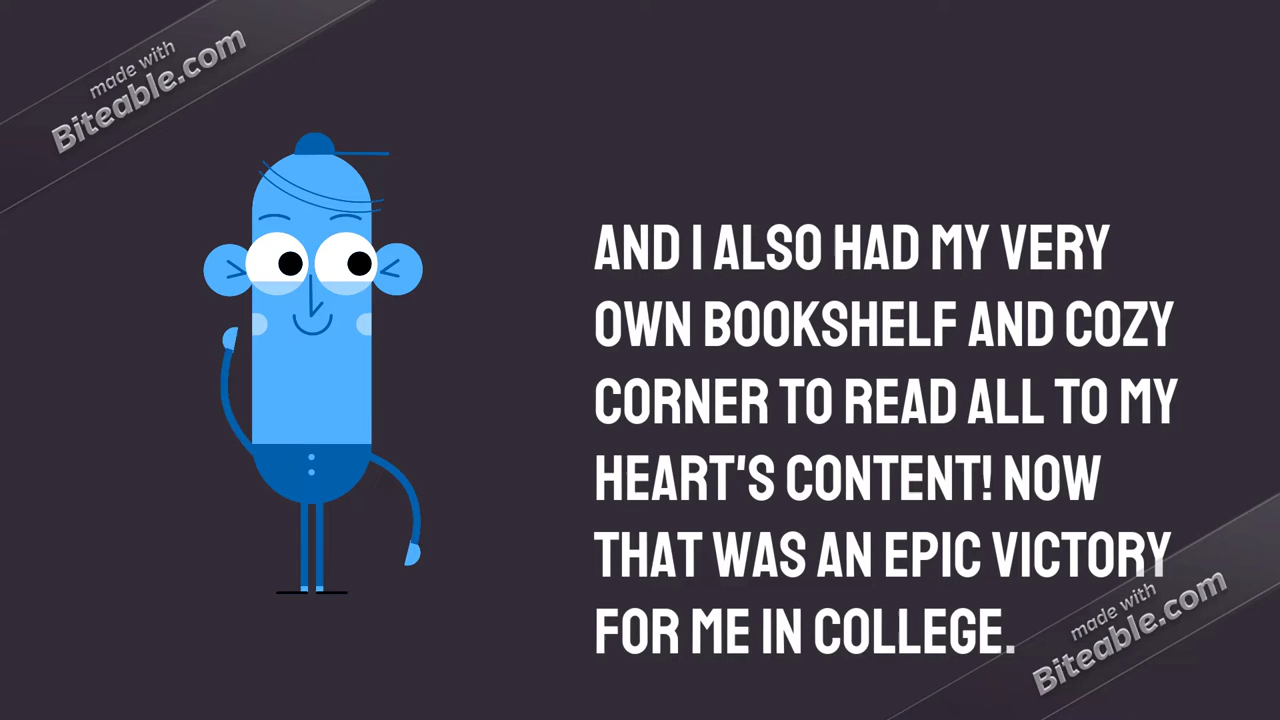 made with
Biteable.com
AND I ALSO HAD MY VERY
OWN BOOKSHELF AND COZY
CORNER TO READ ALL TO MY
HEART'S CONTENT! NOW
THAT WAS AN EPIC VICTORY
FOR ME IN COLLEGE.
made with
Biteable.com